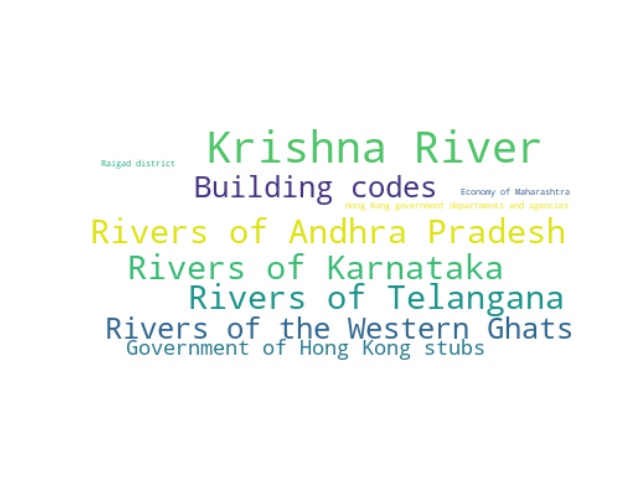 Krishna River
Raigad district
Building codes
Economy of Maharashtra
Hong Kong government departments and agencies
Rivers of Andhra Pradesh
Rivers of Karnataka
Rivers of Telangana
Rivers of the Western Ghats
Government of Hong Kong stubs